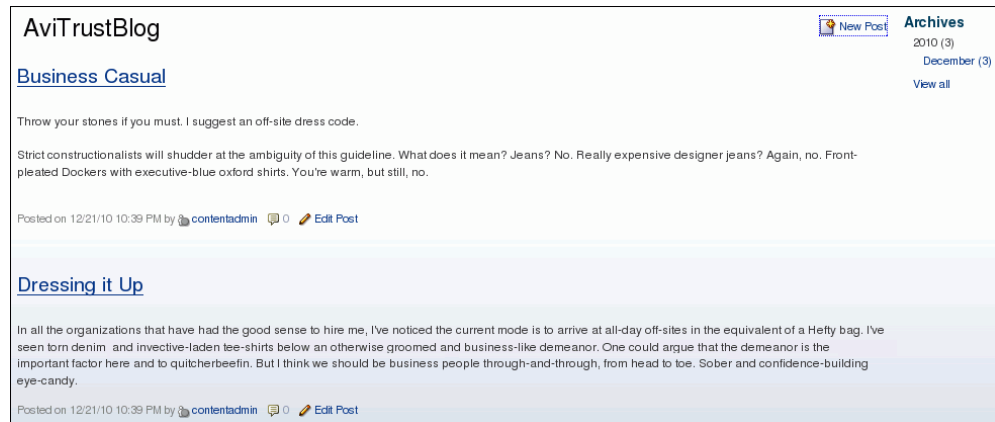 AviTrustBlog
New Post
Archives
2010 (3)
December (3)
View all
Business Casual
Throw your stones if you must. I suggest an off-site dress code.
Strict constructionalists will shudder at the ambiguity of this guideline. What does it mean? Jeans? No. Really expensive designer jeans? Again, no. Front-
pleated Dockers with executive-blue oxford shirts. You're warm, but still, no.
Posted on 12/21/10 10:39 PM by contentadmin 0 Edit Post
Dressing it Up
In all the organizations that have had the good sense to hire me, I've noticed the current mode is to arrive at all-day off-sites in the equivalent of a Hefty bag. I've
seen torn denim and invective-laden tee-shirts below an otherwise groomed and business-like demeanor. One could argue that the demeanor is the
important factor here and to quitcherbeefin. But I think we should be business people through-and-through, from head to toe. Sober and confidence-building
eye-candy.
Posted on 12/21/10 10:39 PM by contentadmin 0 Edit Post